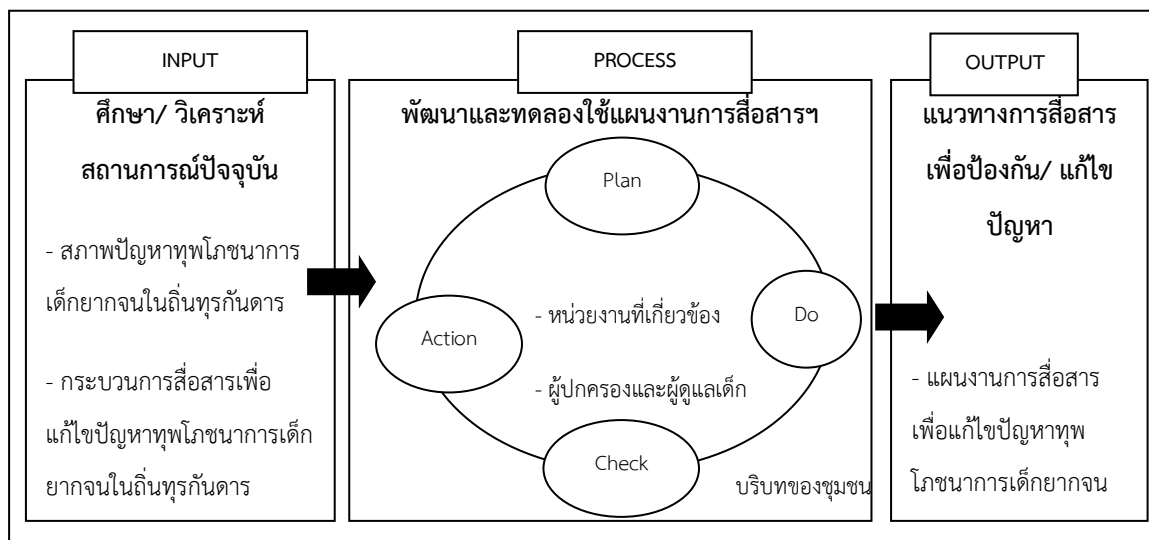 INPUT
ศึกษา/ วิเคราะห์
สถานการณ์ปัจจุบัน
- สภาพปัญหาทุพโภชนาการ
เด็กยากจนในถิ่นทุรกันดาร
- กระบวนการสื่อสารเพื่อ
แก้ไขปัญหาทุพโภชนาการเด็ก
ยากจนในถิ่นทุรกันดาร
PROCESS
พัฒนาและทดลองใช้แผนงานการสื่อสารฯ
Plan
Do
Action
- หน่วยงานที่เกี่ยวข้อง
- ผู้ปกครองและผู้ดูแลเด็ก
Check
บริบทของชุมชน
OUTPUT
แนวทางการสื่อสาร
เพื่อป้องกัน/ แก้ไข
ปัญหา
- แผนงานการสื่อสาร
เพื่อแก้ไขปัญหาทุพ
โภชนาการเด็กยากจน